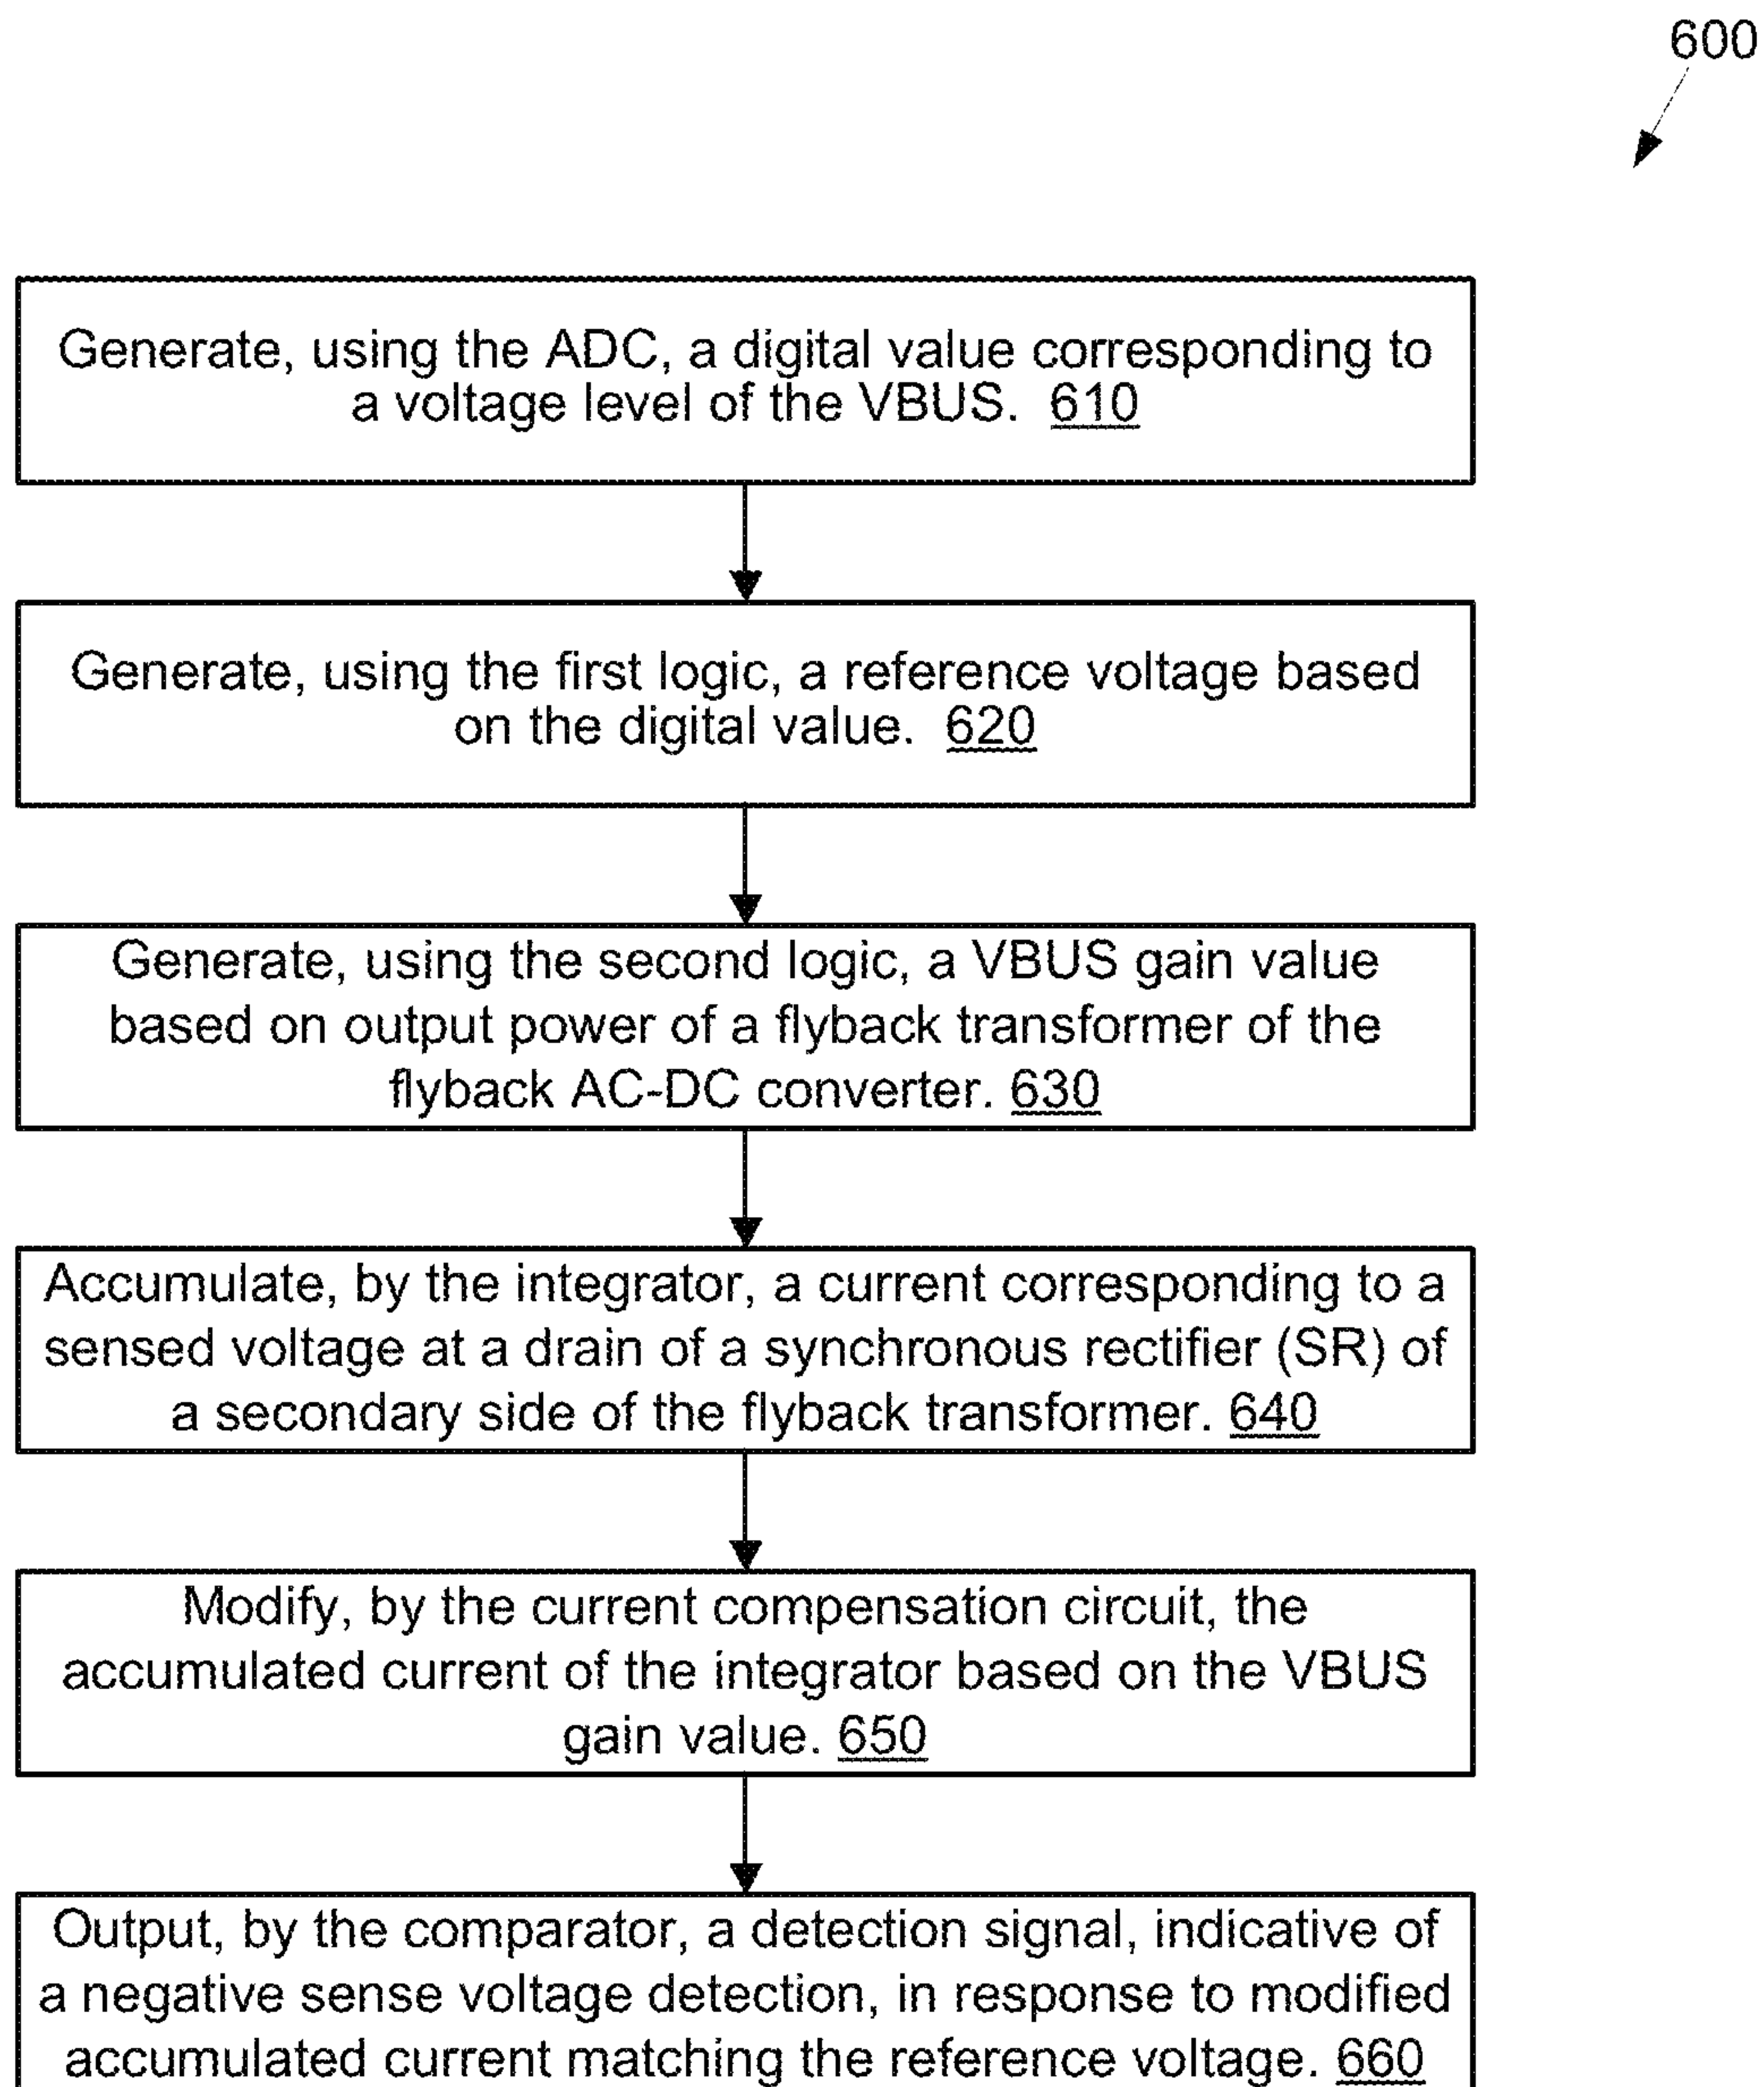 600
Generate, using the ADC, a digital value corresponding to
a voltage level of the VBUS. 610
Generate, using the first logic, a reference voltage based
on the digital value. 620
Generate, using the second logic, a VBUS gain value
based on output power of a flyback transformer of the
flyback AC-DC converter. 630
Accumulate, by the integrator, a current corresponding to a
sensed voltage at a drain of a synchronous rectifier (SR) of
a secondary side of the flyback transformer. 640
Modify, by the current compensation circuit, the
accumulated current of the integrator based on the VBUS
gain value. 650
Output, by the comparator, a detection signal, indicative of
a negative sense voltage detection, in response to modified
accumulated current matching the reference voltage. 660